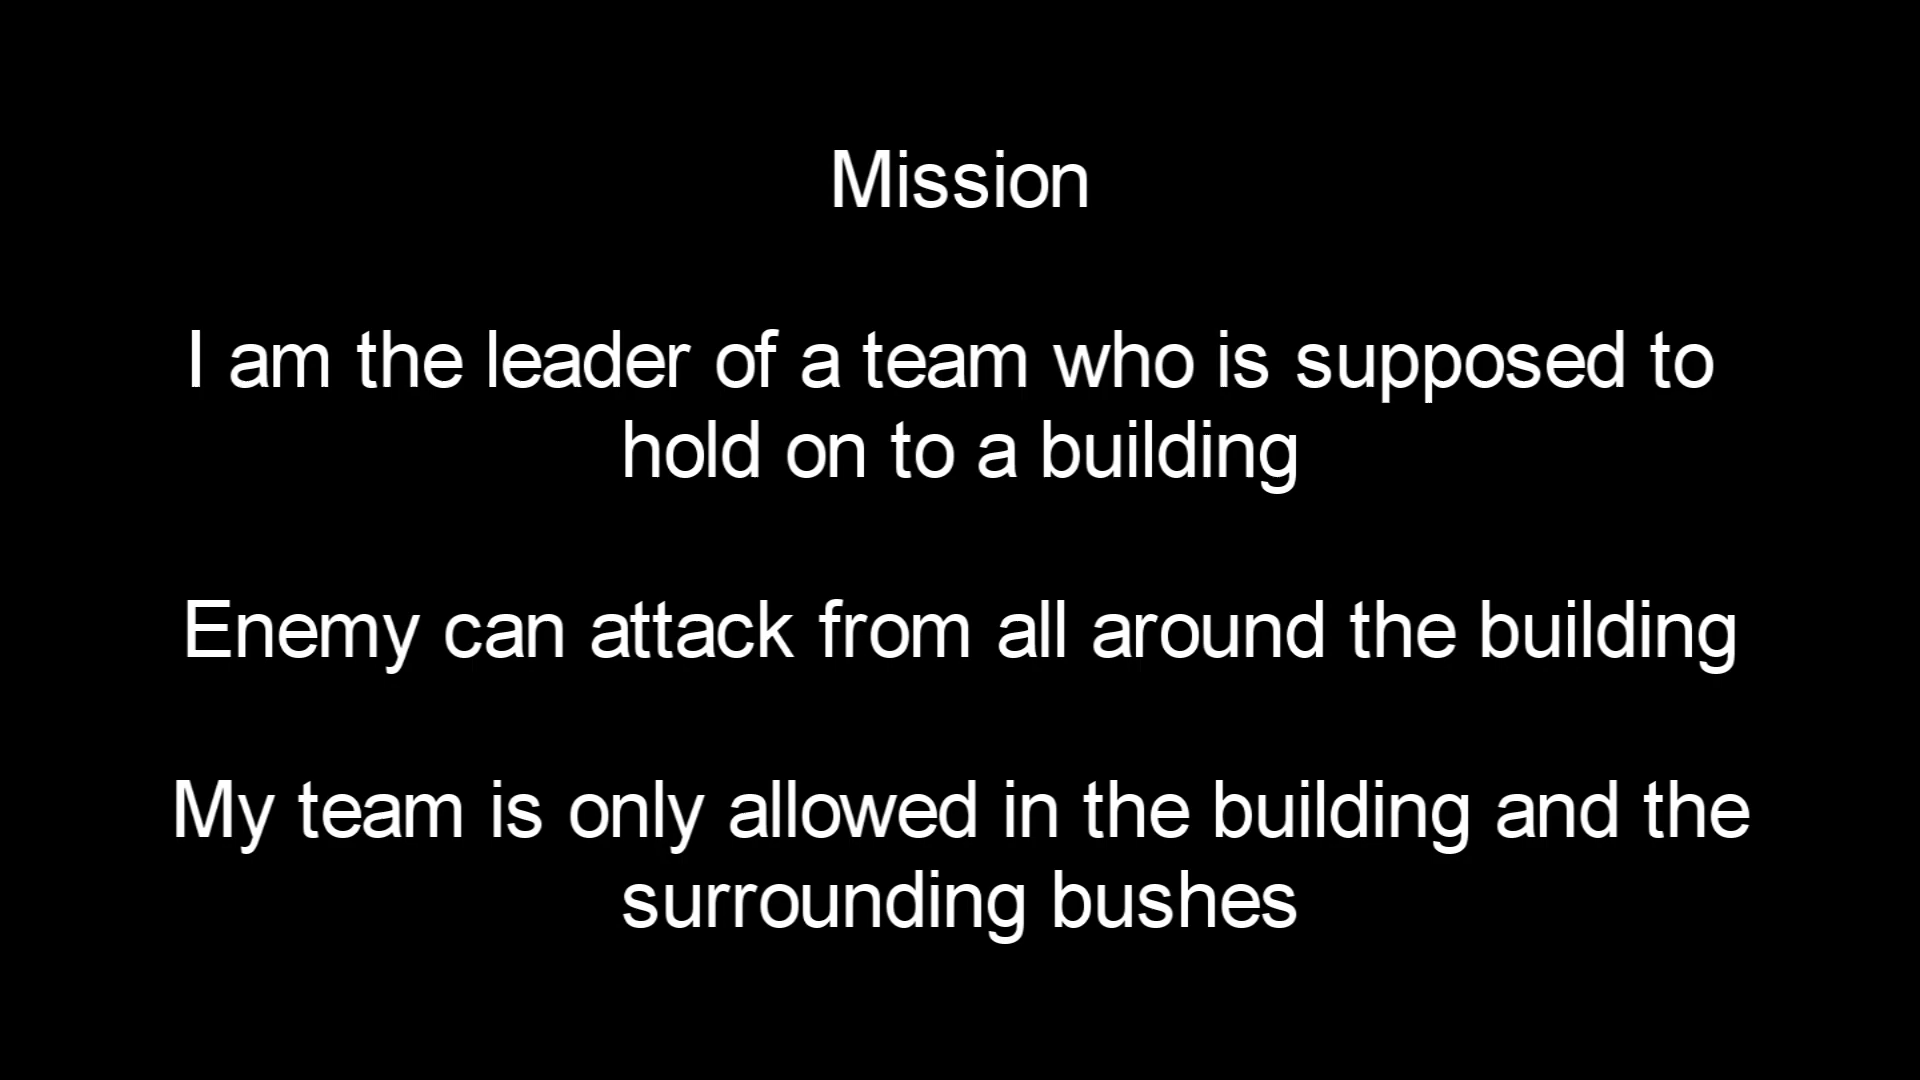 Mission
I am the leader of a team who is supposed to
hold on to a building
Enemy can attack from all around the building
My team is only allowed in the building and the
surrounding bushes